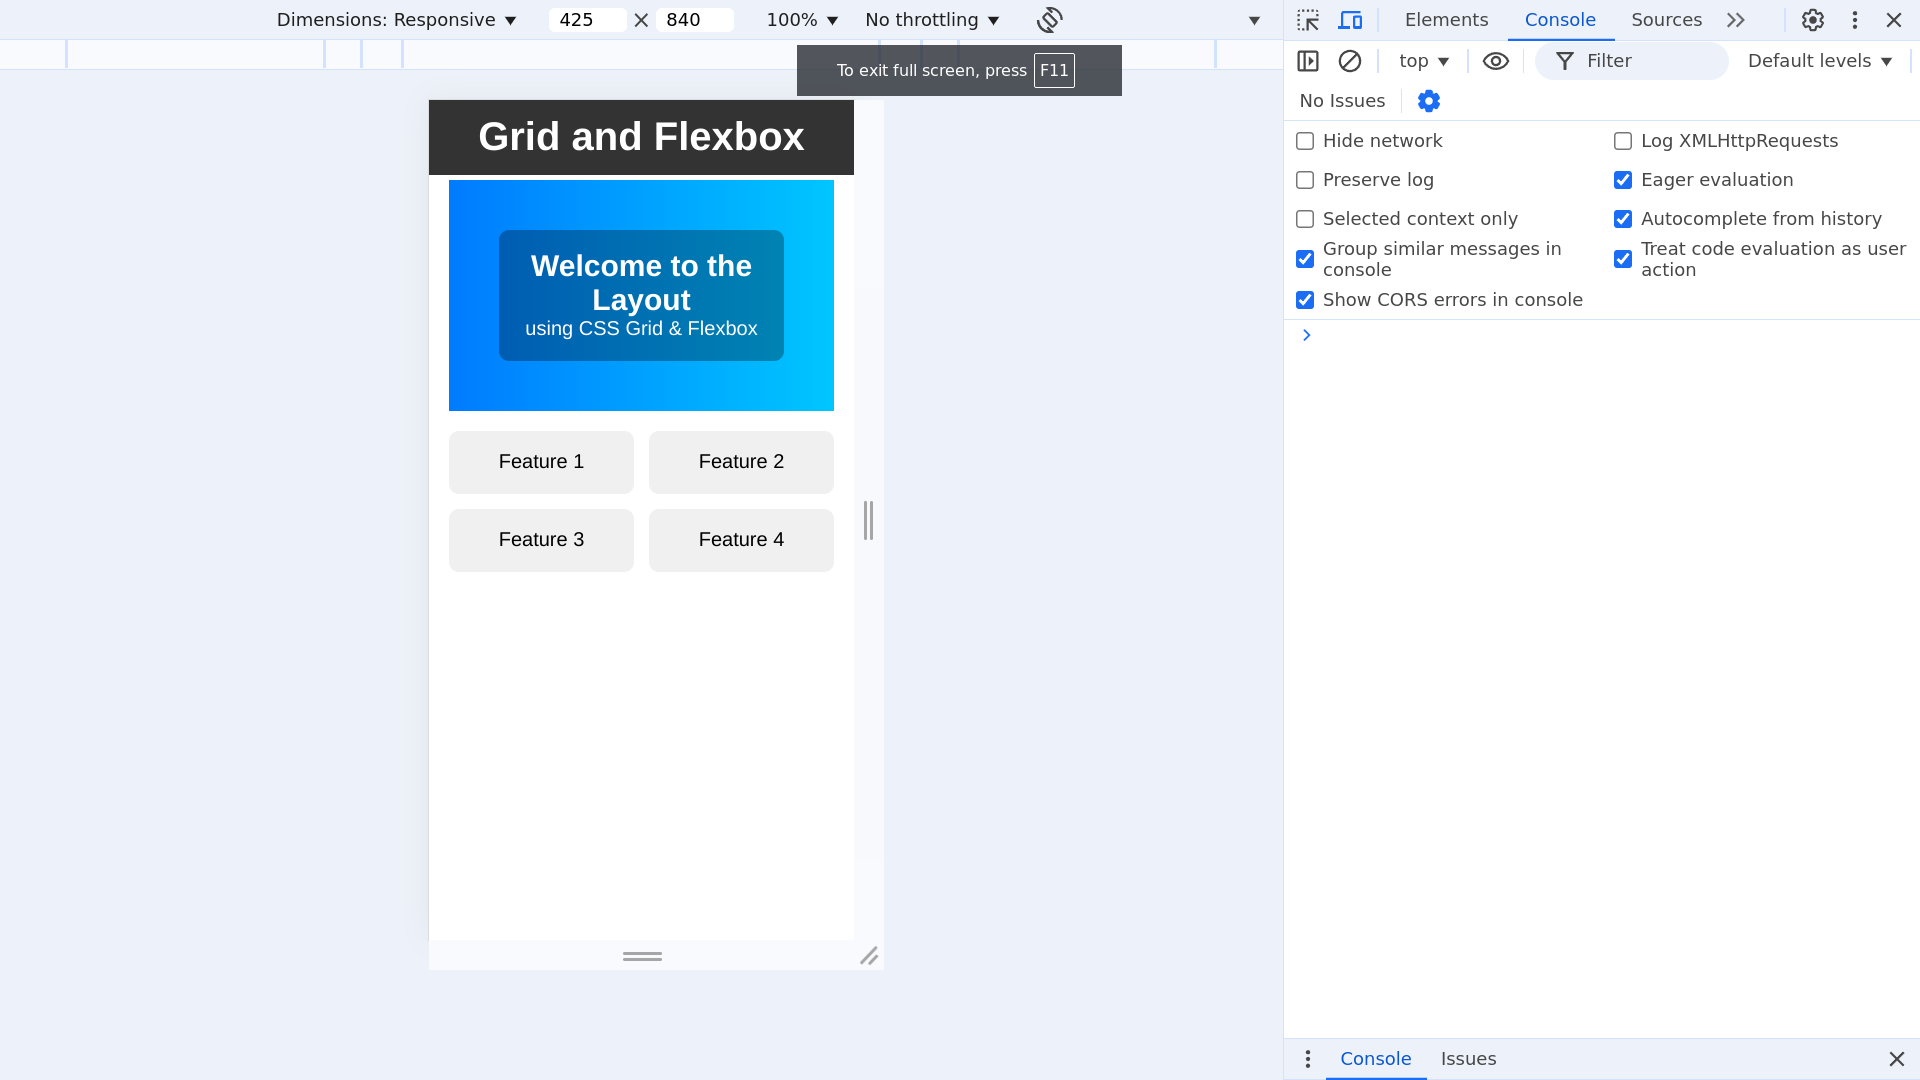 Dimensions: Responsive ▼ 425 × 840 100% ▼ No throttling ▼
Elements Console Sources
To exit full screen, press F11
top ▼ Filter Default levels ▼
No Issues
Hide network
Log XMLHttpRequests
Preserve log
Eager evaluation
Selected context only
Autocomplete from history
Group similar messages in
console
Treat code evaluation as user
action
Show CORS errors in console
Grid and Flexbox
Welcome to the
Layout
using CSS Grid & Flexbox
Feature 1
Feature 2
Feature 3
Feature 4
Console Issues